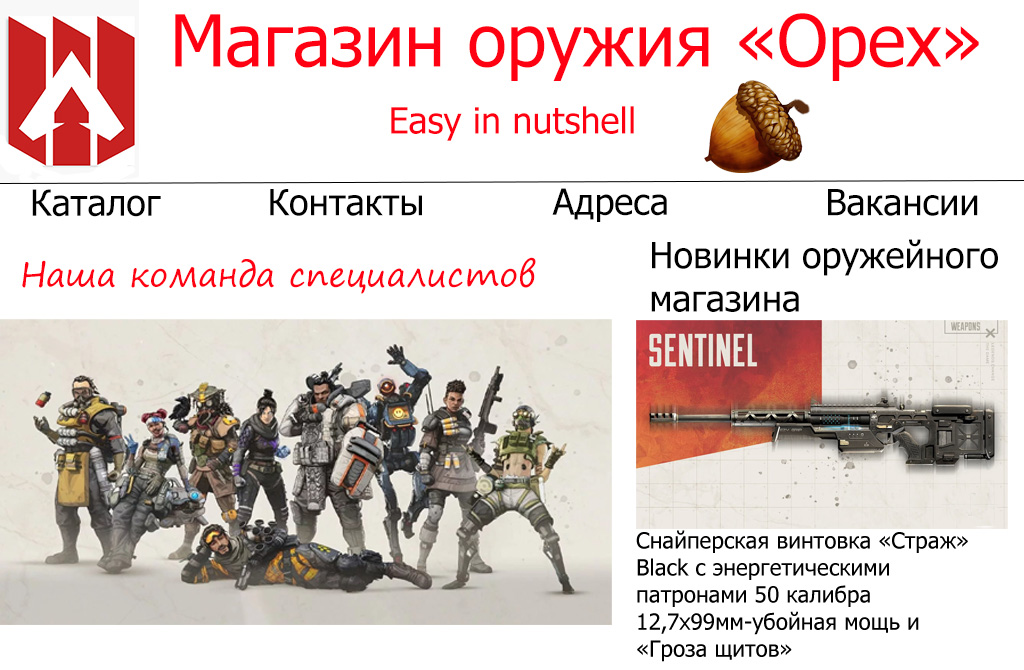 Магазин оружия «Орех»
Easy in nutshell
Каталог Контакты Адреса Вакансии
Наша команда специалистов
Новинки оружейного
магазина
WEAPONS
SENTINEL
Снайперская винтовка «Страж»
Black с энергетическими
патронами 50 калибра
12,7х99мм-убойная мощь и
«Гроза щитов»